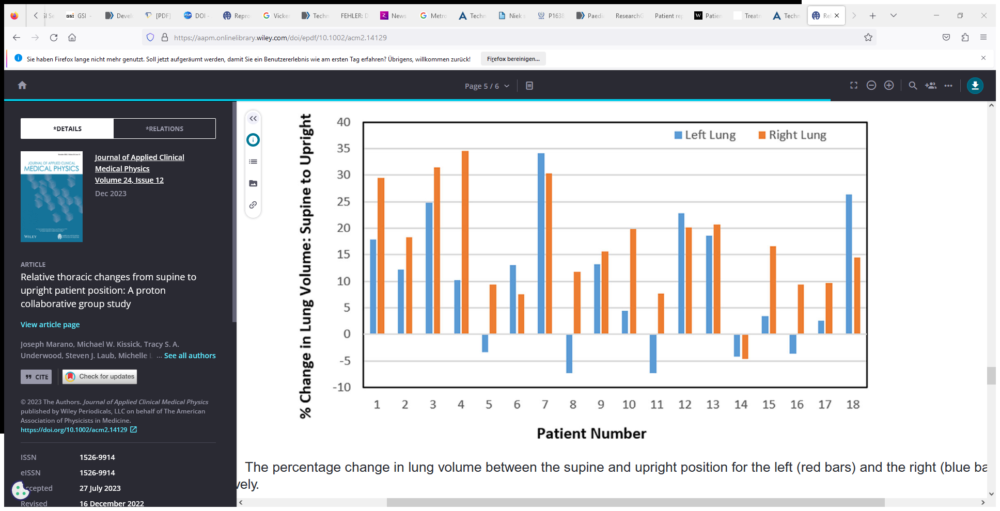 GSI -
Devel
[PDF]
DOI -
Repro
Vicker
Techn
FEHLER: D
News
Metro
Techn
Niek s
P1638
Paedi
ResearchG
Patient rep
Patien
Treatm
Techn
Rel
https://aapm.onlinelibrary.wiley.com/doi/epdf/10.1002/acm2.14129
Sie haben Firefox lange nicht mehr genutzt. Soll jetzt aufgeräumt werden, damit Sie ein Benutzererlebnis wie am ersten Tag erfahren? Übrigens, willkommen zurück!
Firefox bereinigen...
Page 5 / 6
*DETAILS
*RELATIONS
JOURNAL OF APPLIED CLINICAL
MEDICAL PHYSICS
WILEY
Journal of Applied Clinical
Medical Physics
Volume 24, Issue 12
Dec 2023
ARTICLE
Relative thoracic changes from supine to
upright patient position: A proton
collaborative group study
View article page
Joseph Marano, Michael W. Kissick, Tracy S. A.
Underwood, Steven J. Laub, Michelle L ... See all authors
CITE
Check for updates
© 2023 The Authors. Journal of Applied Clinical Medical Physics
published by Wiley Periodicals, LLC on behalf of The American
Association of Physicists in Medicine.
https://doi.org/10.1002/acm2.14129
ISSN 1526-9914
eISSN 1526-9914
ccepted 27 July 2023
Revised 16 December 2022
% Change in Lung Volume: Supine to Upright
40
35
30
25
20
15
10
5
0
-5
-10
Left Lung
Right Lung
1 2 3 4 5 6 7 8 9 10 11 12 13 14 15 16 17 18
Patient Number
The percentage change in lung volume between the supine and upright position for the left (red bars) and the right (blue ba
vely.